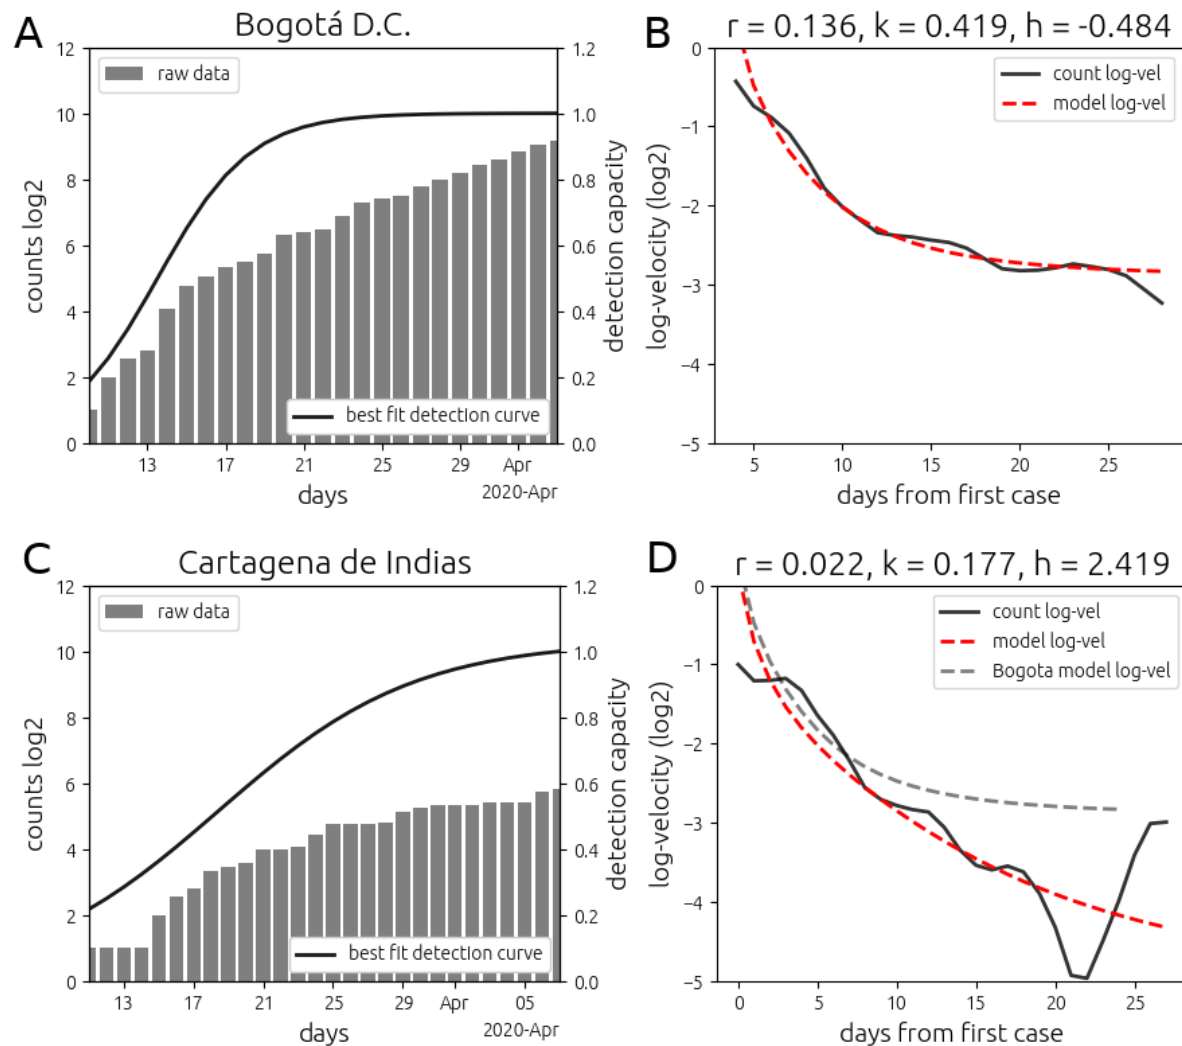 A
Bogotá D.C.
12
10
8
6
4
2
0
counts log2
raw data
best fit detection curve
1.2
1.0
0.8
0.6
0.4
0.2
0.0
detection capacity
13 17 21 25 29 Apr
2020-Apr
days
B
r = 0.136, k = 0.419, h = -0.484
0
−1
−2
−3
−4
−5
log-velocity (log2)
count log-vel
model log-vel
5 10 15 20 25
days from first case
C
Cartagena de Indias
12
10
8
6
4
2
0
counts log2
raw data
best fit detection curve
1.2
1.0
0.8
0.6
0.4
0.2
0.0
detection capacity
13 17 21 25 29 Apr 05
2020-Apr
days
D
r = 0.022, k = 0.177, h = 2.419
0
−1
−2
−3
−4
−5
log-velocity (log2)
count log-vel
model log-vel
Bogota model log-vel
0 5 10 15 20 25
days from first case